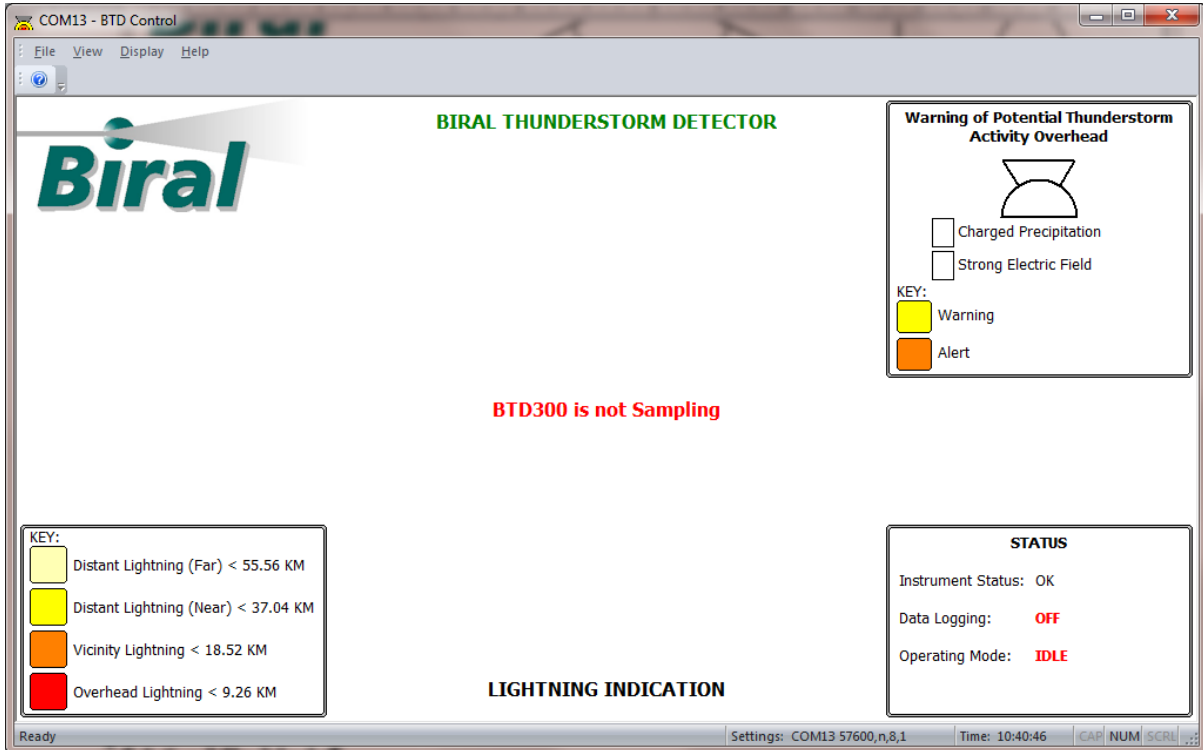 COM13 - BTD Control
File View Display Help
Biral
BIRAL THUNDERSTORM DETECTOR
Warning of Potential Thunderstorm
Activity Overhead
Charged Precipitation
Strong Electric Field
KEY:
Warning
Alert
BTD300 is not Sampling
KEY:
Distant Lightning (Far) < 55.56 KM
Distant Lightning (Near) < 37.04 KM
Vicinity Lightning < 18.52 KM
Overhead Lightning < 9.26 KM
LIGHTNING INDICATION
STATUS
Instrument Status: OK
Data Logging: OFF
Operating Mode: IDLE
Ready Settings: COM13 57600,n,8,1 Time: 10:40:46 CAP NUM SCRL